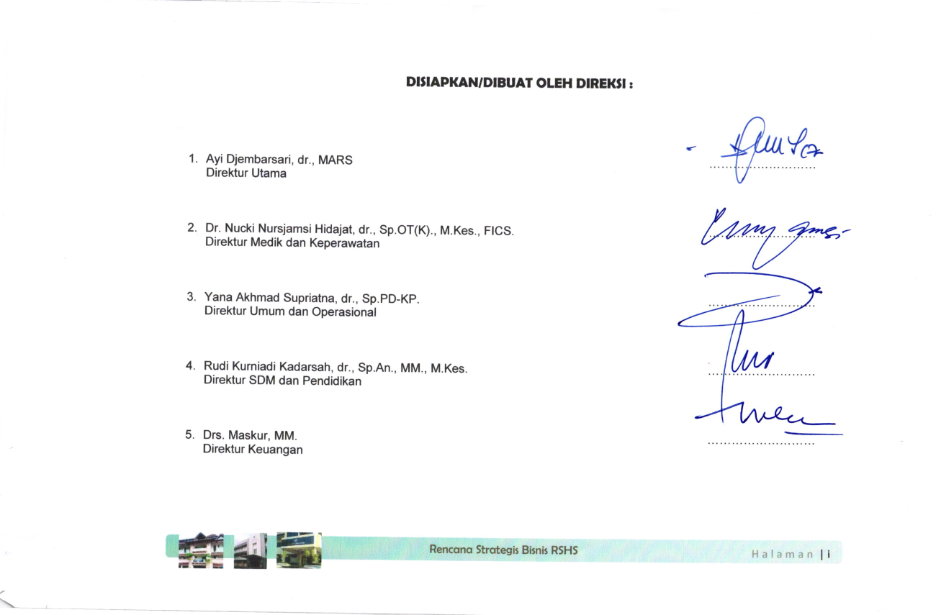 DISIAPKAN/DIBUAT OLEH DIREKSI :
1. Ayi Djembarsari, dr., MARS
Direktur Utama
2. Dr. Nucki Nursjamsi Hidajat, dr., Sp.OT(K)., M.Kes., FICS.
Direktur Medik dan Keperawatan
3. Yana Akhmad Supriatna, dr., Sp.PD-KP.
Direktur Umum dan Operasional
4. Rudi Kurniadi Kadarsah, dr., Sp.An., MM., M.Kes.
Direktur SDM dan Pendidikan
5. Drs. Maskur, MM.
Direktur Keuangan
Rencana Strategis Bisnis RSHS
Halaman | i